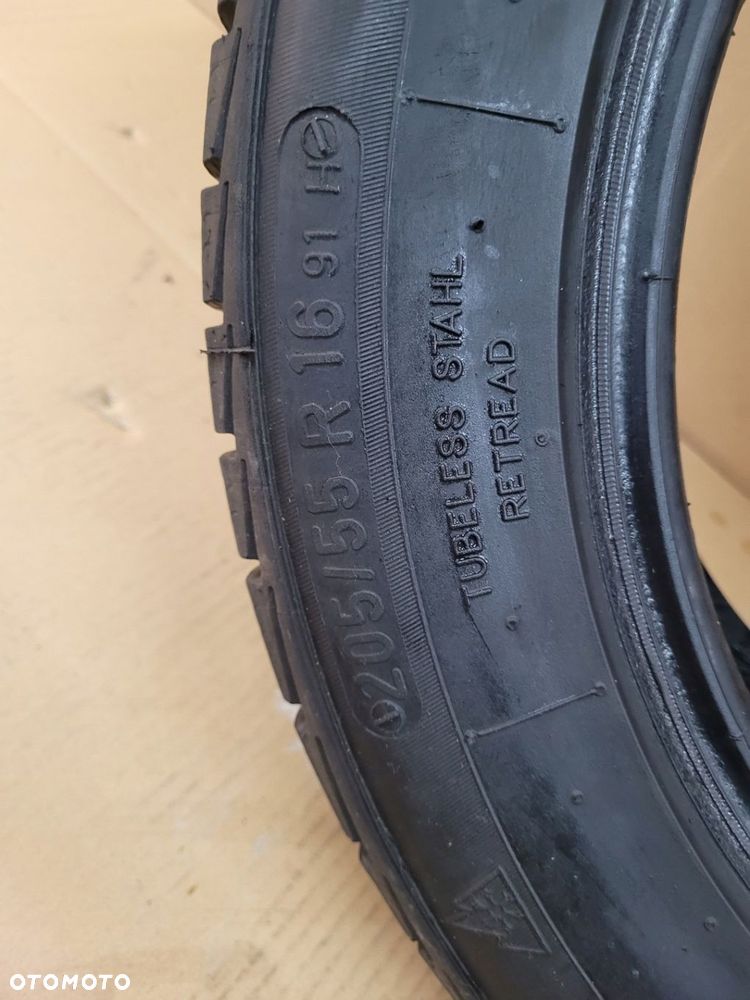 205/55 R 16 91 H
TUBELESS STAHL
RETREAD
OTOMOTO